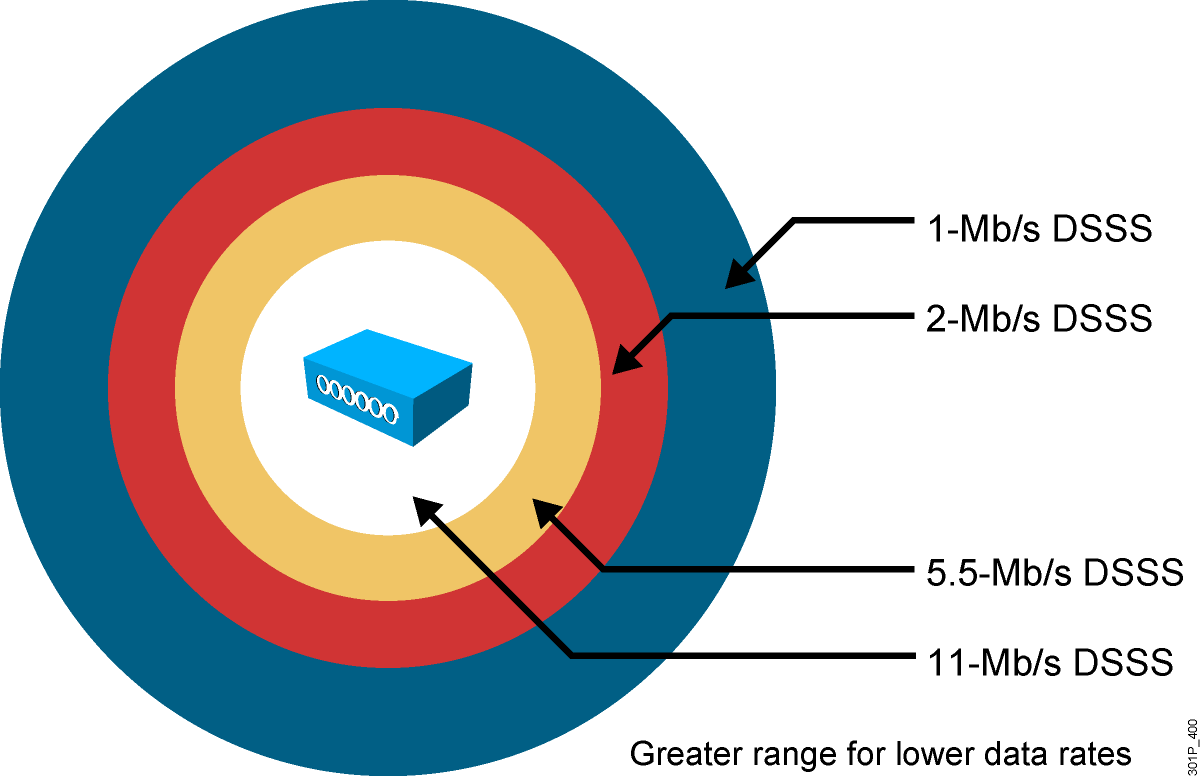 1-Mb/s DSSS
2-Mb/s DSSS
5.5-Mb/s DSSS
11-Mb/s DSSS
Greater range for lower data rates
301P_400